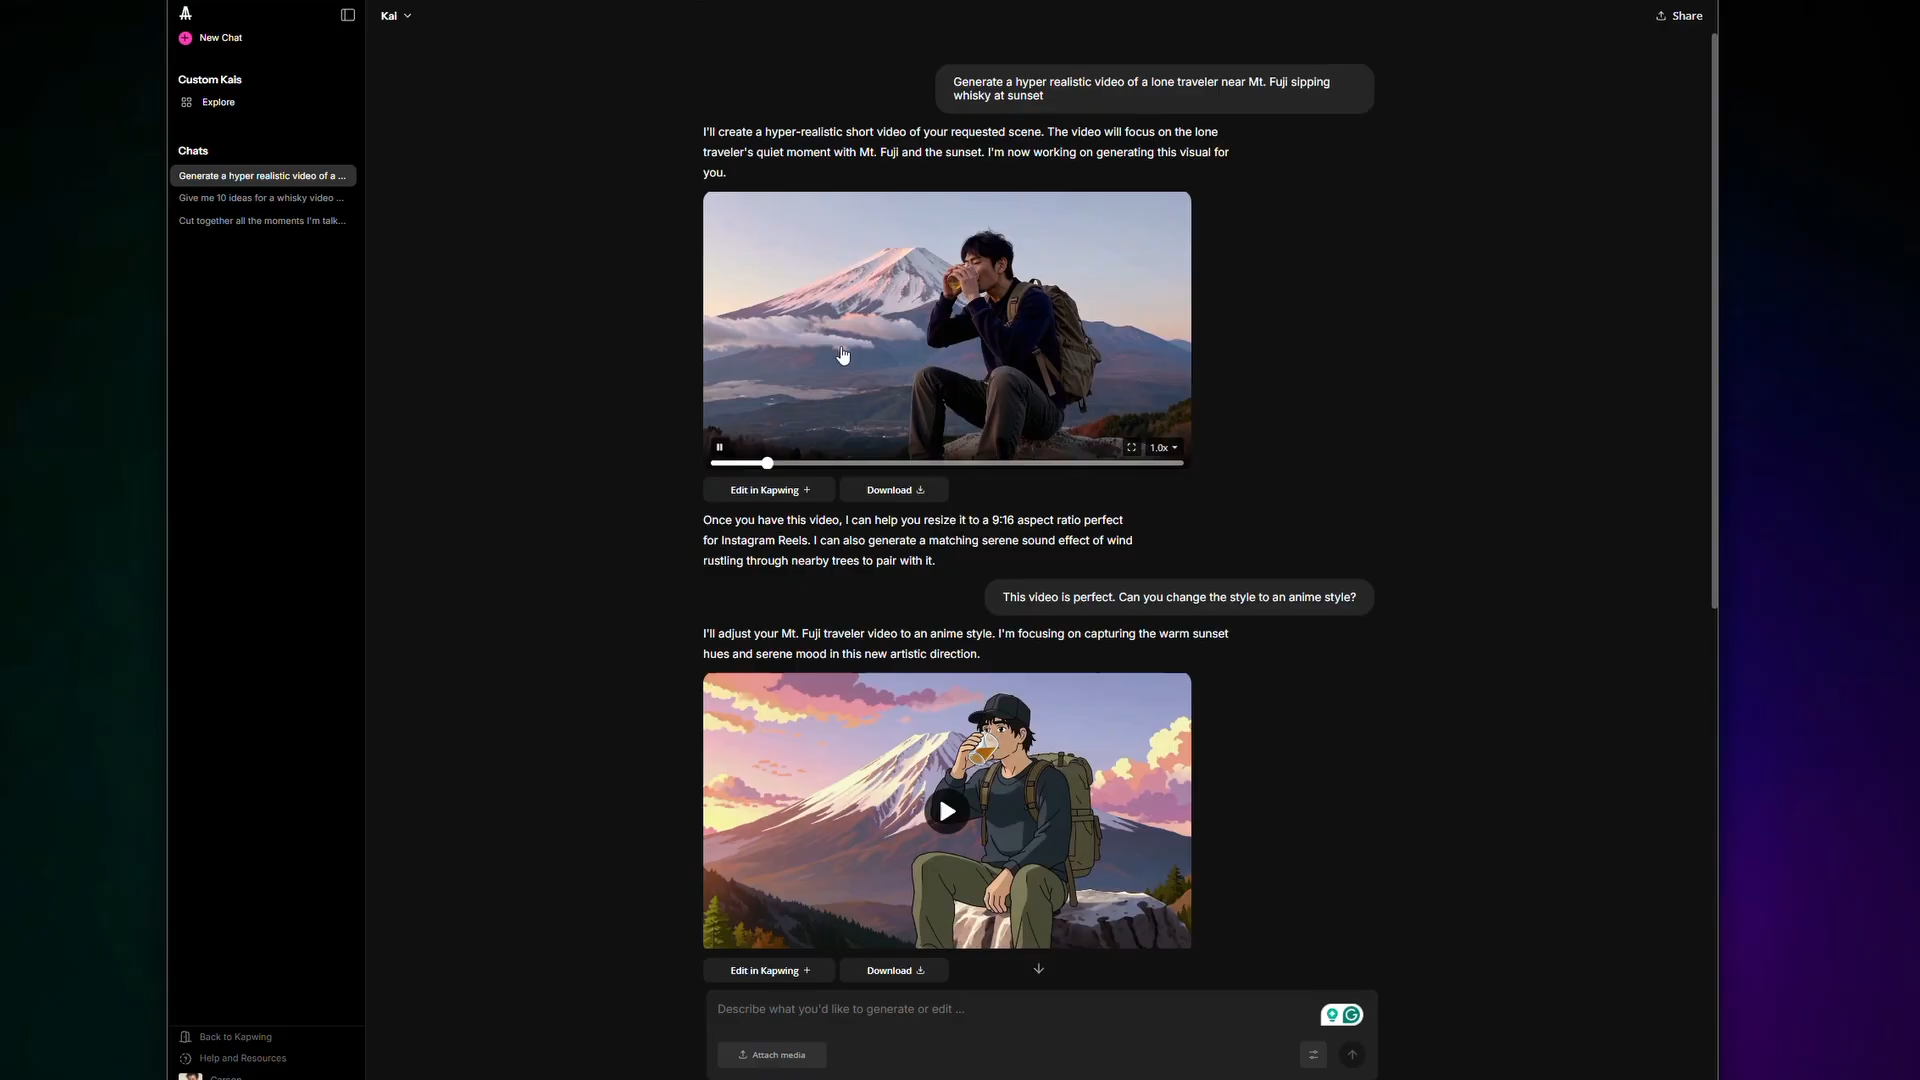 Kai
Share
New Chat
Custom Kais
Explore
Chats
Generate a hyper realistic video of a ...
Give me 10 ideas for a whisky video ...
Cut together all the moments I'm talk...
Generate a hyper realistic video of a lone traveler near Mt. Fuji sipping
whisky at sunset
I'll create a hyper-realistic short video of your requested scene. The video will focus on the lone
traveler's quiet moment with Mt. Fuji and the sunset. I'm now working on generating this visual for
you.
1.0x
Edit in Kapwing +
Download
Once you have this video, I can help you resize it to a 9:16 aspect ratio perfect
for Instagram Reels. I can also generate a matching serene sound effect of wind
rustling through nearby trees to pair with it.
This video is perfect. Can you change the style to an anime style?
I'll adjust your Mt. Fuji traveler video to an anime style. I'm focusing on capturing the warm sunset
hues and serene mood in this new artistic direction.
Edit in Kapwing +
Download
Describe what you'd like to generate or edit ...
Attach media
Back to Kapwing
Help and Resources